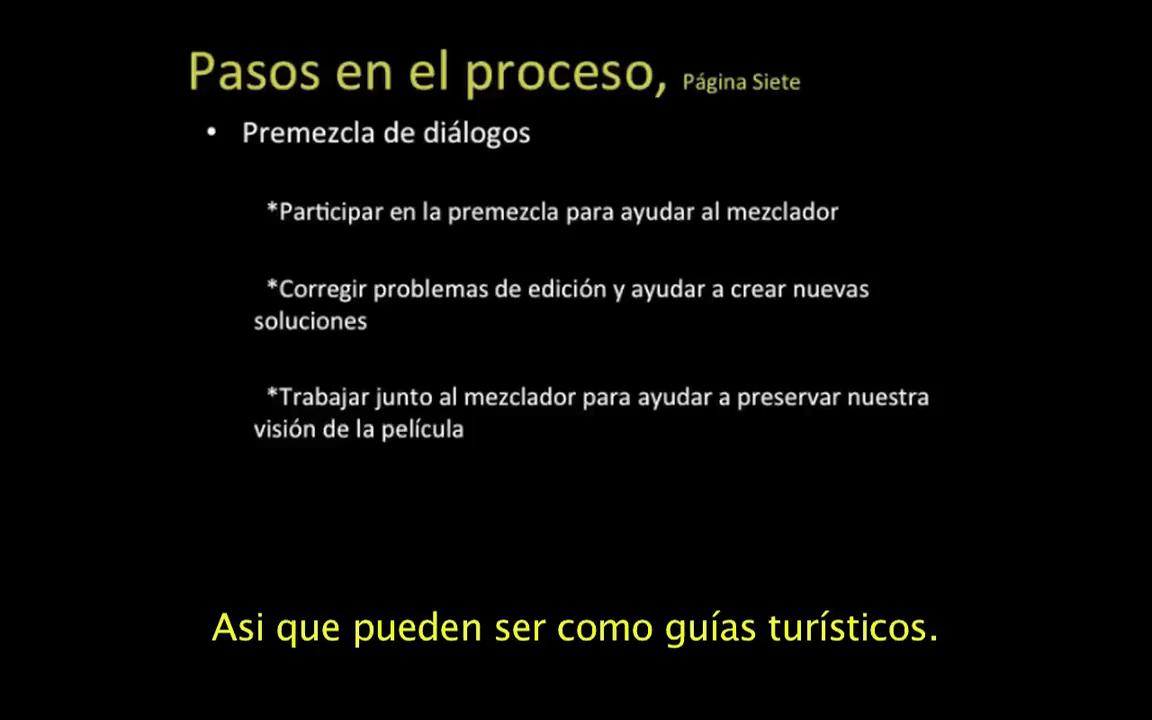 Pasos en el proceso, Página Siete
• Premezcla de diálogos
*Participar en la premezcla para ayudar al mezclador
*Corregir problemas de edición y ayudar a crear nuevas
soluciones
*Trabajar junto al mezclador para ayudar a preservar nuestra
visión de la película
Asi que pueden ser como guías turísticos.